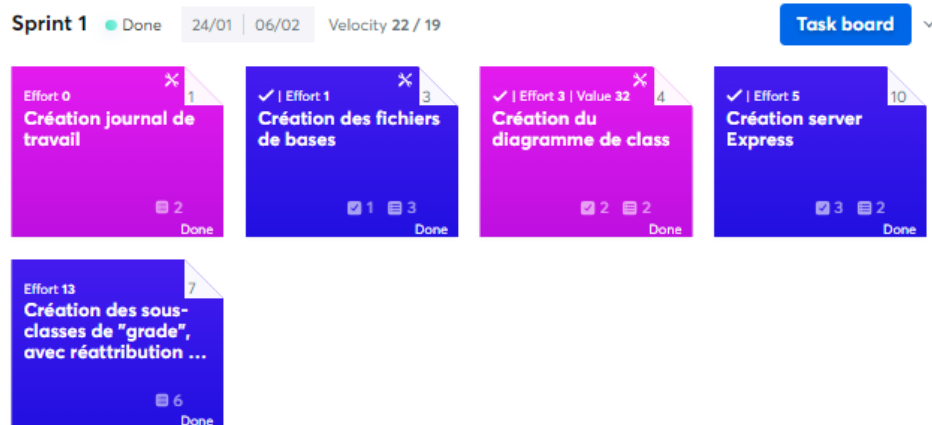 Sprint 1 Done 24/01 06/02 Velocity 22 / 19 Task board
Effort 0 1
Création journal de
travail
2
Done
✓ | Effort 1 3
Création des fichiers
de bases
1 3
Done
✓ | Effort 3 | Value 32 4
Création du
diagramme de class
2 2
Done
✓ | Effort 5 10
Création server
Express
3 2
Done
Effort 13 7
Création des sous-
classes de "grade",
avec réattribution ...
6
Done